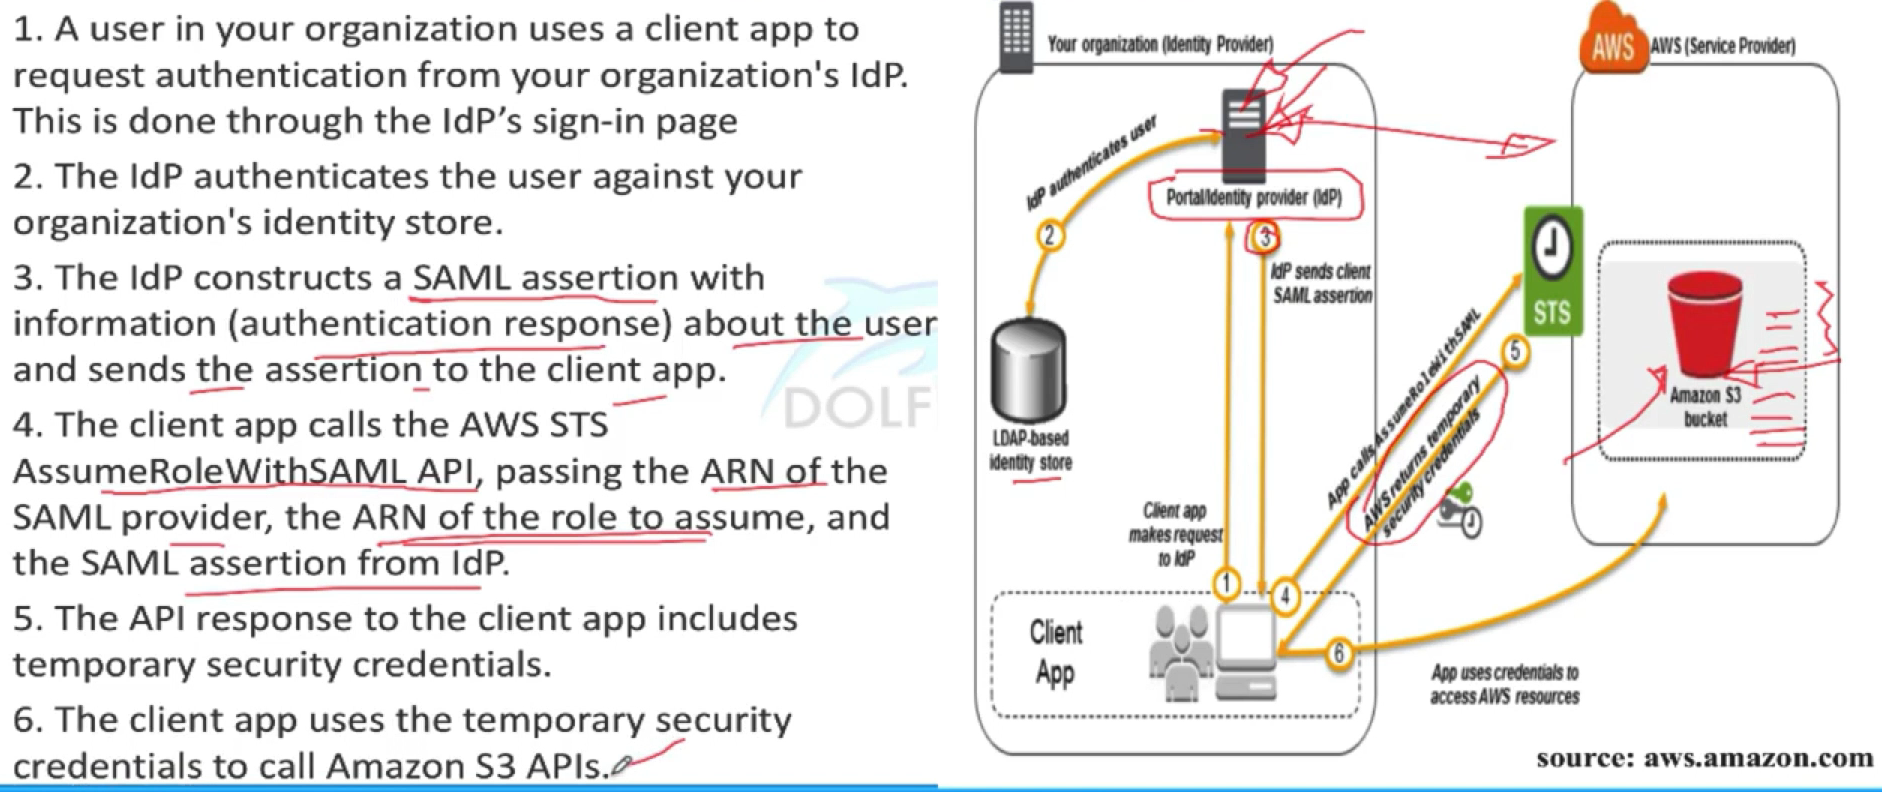 1. A user in your organization uses a client app to
request authentication from your organization's IdP.
This is done through the IdP’s sign-in page
2. The IdP authenticates the user against your
organization's identity store.
3. The IdP constructs a SAML assertion with
information (authentication response) about the user
and sends the assertion to the client app.
4. The client app calls the AWS STS
AssumeRoleWithSAML API, passing the ARN of the
SAML provider, the ARN of the role to assume, and
the SAML assertion from IdP.
5. The API response to the client app includes
temporary security credentials.
6. The client app uses the temporary security
credentials to call Amazon S3 APIs.
DOLF
Your organization (Identity Provider)
AWS
AWS (Service Provider)
IdP authenticates user
Portal/Identity provider (IdP)
2
3
IdP sends client
SAML assertion
STS
5
LDAP-based
identity store
Amazon S3
bucket
App calls AssumeRoleWithSAML
AWS returns temporary
security credentials
Client app
makes request
to IdP
1
4
Client
App
6
App uses credentials to
access AWS resources
source: aws.amazon.com